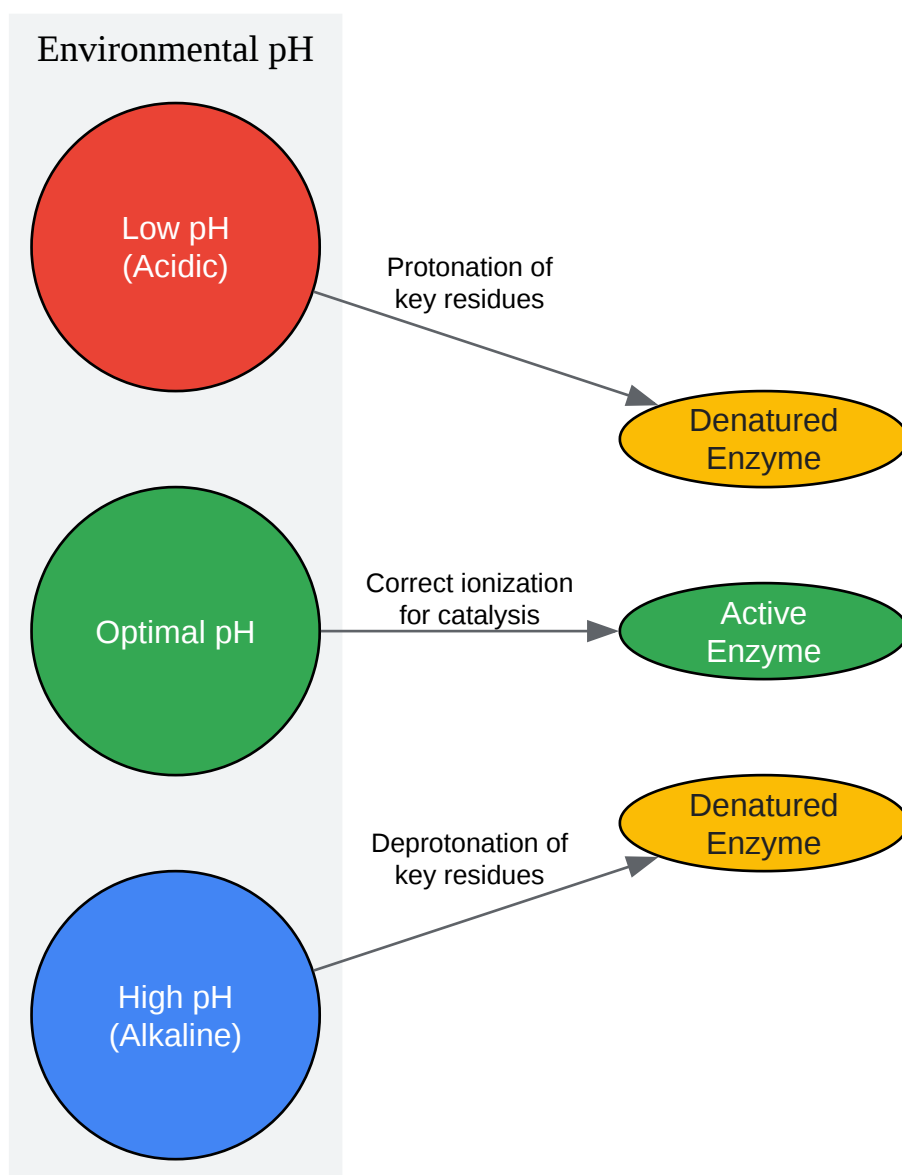 Environmental pH
Low pH
(Acidic)
Protonation of
key residues
Denatured
Enzyme
Optimal pH
Correct ionization
for catalysis
Active
Enzyme
High pH
(Alkaline)
Deprotonation of
key residues
Denatured
Enzyme